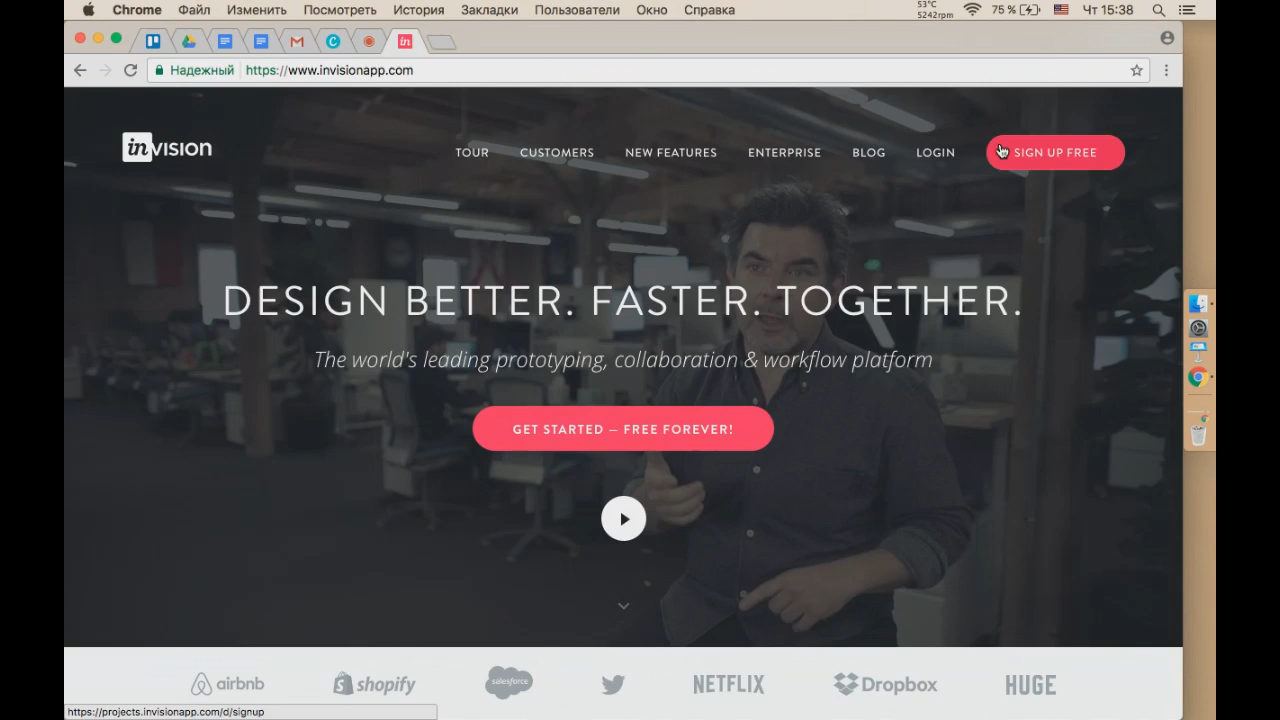 Chrome Файл Изменить Посмотреть История Закладки Пользователи Окно Справка 53°C 5242rpm 75 % Чт 15:38
Надежный https://www.invisionapp.com
invision TOUR CUSTOMERS NEW FEATURES ENTERPRISE BLOG LOGIN SIGN UP FREE
DESIGN BETTER. FASTER. TOGETHER.
The world's leading prototyping, collaboration & workflow platform
GET STARTED — FREE FOREVER!
airbnb shopify salesforce NETFLIX Dropbox HUGE
https://projects.invisionapp.com/d/signup